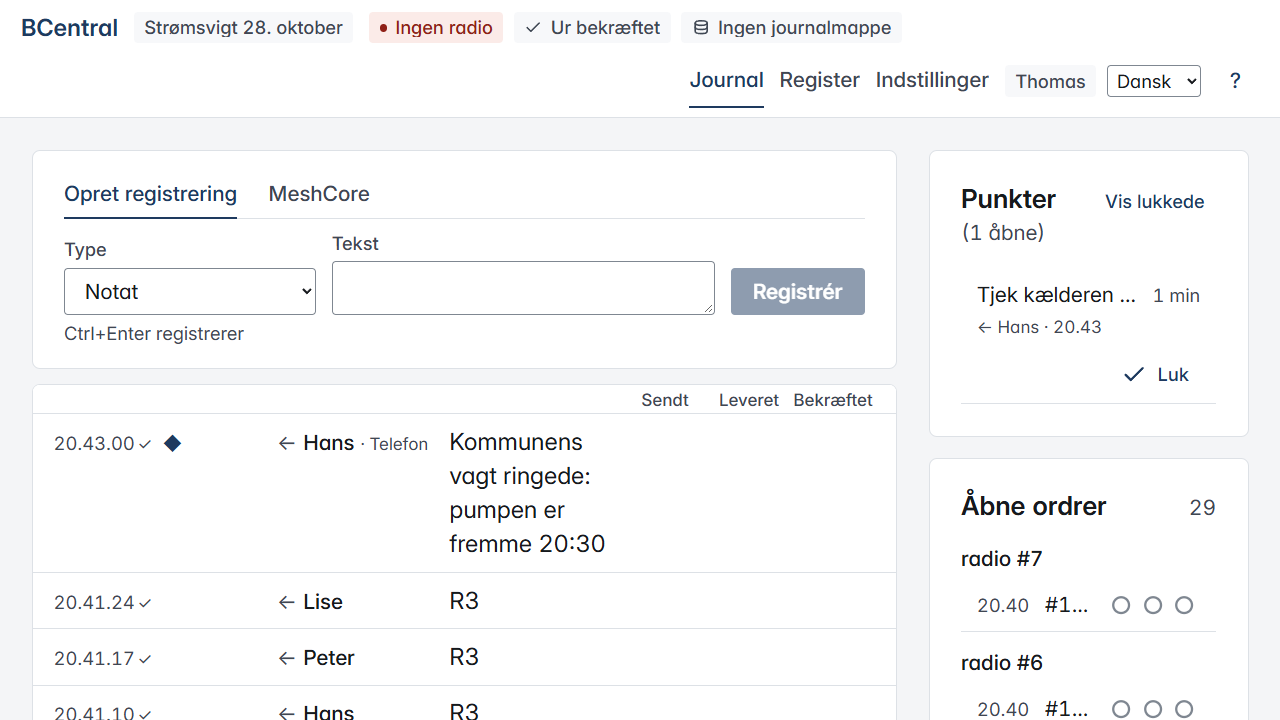 BCentral
Strømsvigt 28. oktober
Ingen radio
Ur bekræftet
Ingen journalmappe
Journal
Register
Indstillinger
Thomas
Dansk
?
Opret registrering
MeshCore
Type
Tekst
Notat
Registrér
Ctrl+Enter registrerer
Sendt
Leveret
Bekræftet
20.43.00 ✓ ◆ ← Hans · Telefon
Kommunens
vagt ringede:
pumpen er
fremme 20:30
20.41.24 ✓ ← Lise R3
20.41.17 ✓ ← Peter R3
20.41.10 ✓ ← Hans R3
Punkter
Vis lukkede
(1 åbne)
Tjek kælderen ... 1 min
← Hans · 20.43
Luk
Åbne ordrer 29
radio #7
20.40 #1...
radio #6
20.40 #1...